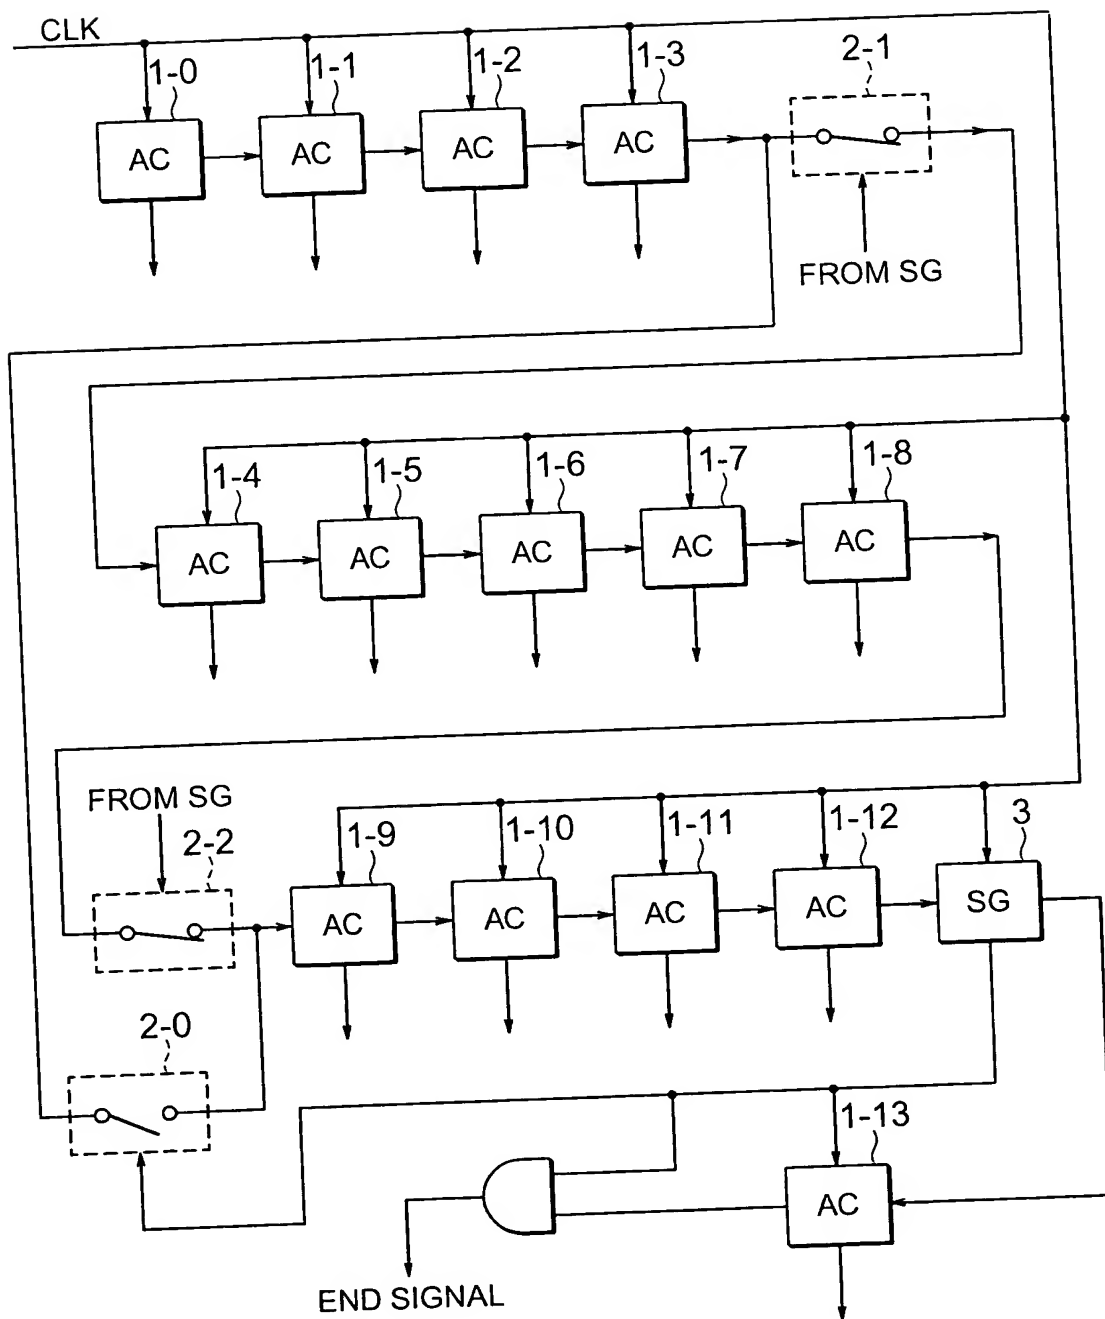 CLK
1-0
1-1
1-2
1-3
2-1
AC
AC
AC
AC
FROM SG
1-4
1-5
1-6
1-7
1-8
AC
AC
AC
AC
AC
FROM SG
2-2
1-9
1-10
1-11
1-12
3
AC
AC
AC
AC
SG
2-0
1-13
AC
END SIGNAL